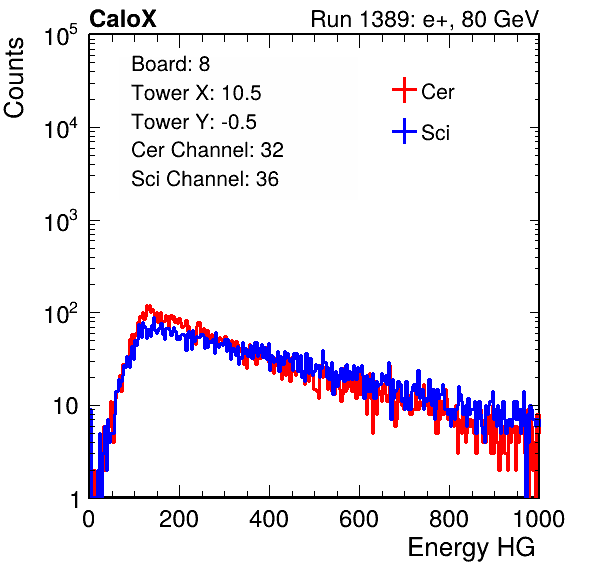 CaloX Run 1389: e+, 80 GeV
Counts
Board: 8
Tower X: 10.5
Tower Y: -0.5
Cer Channel: 32
Sci Channel: 36
Cer
Sci
10^5
10^4
10^3
10^2
10
1
0 200 400 600 800 1000
Energy HG